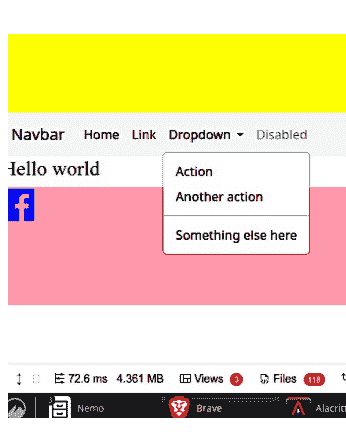 Navbar Home Link Dropdown Disabled
Hello world
Action
Another action
Something else here
72.6 ms 4.361 MB Views 3 Files 118
Nemo Brave Alacri